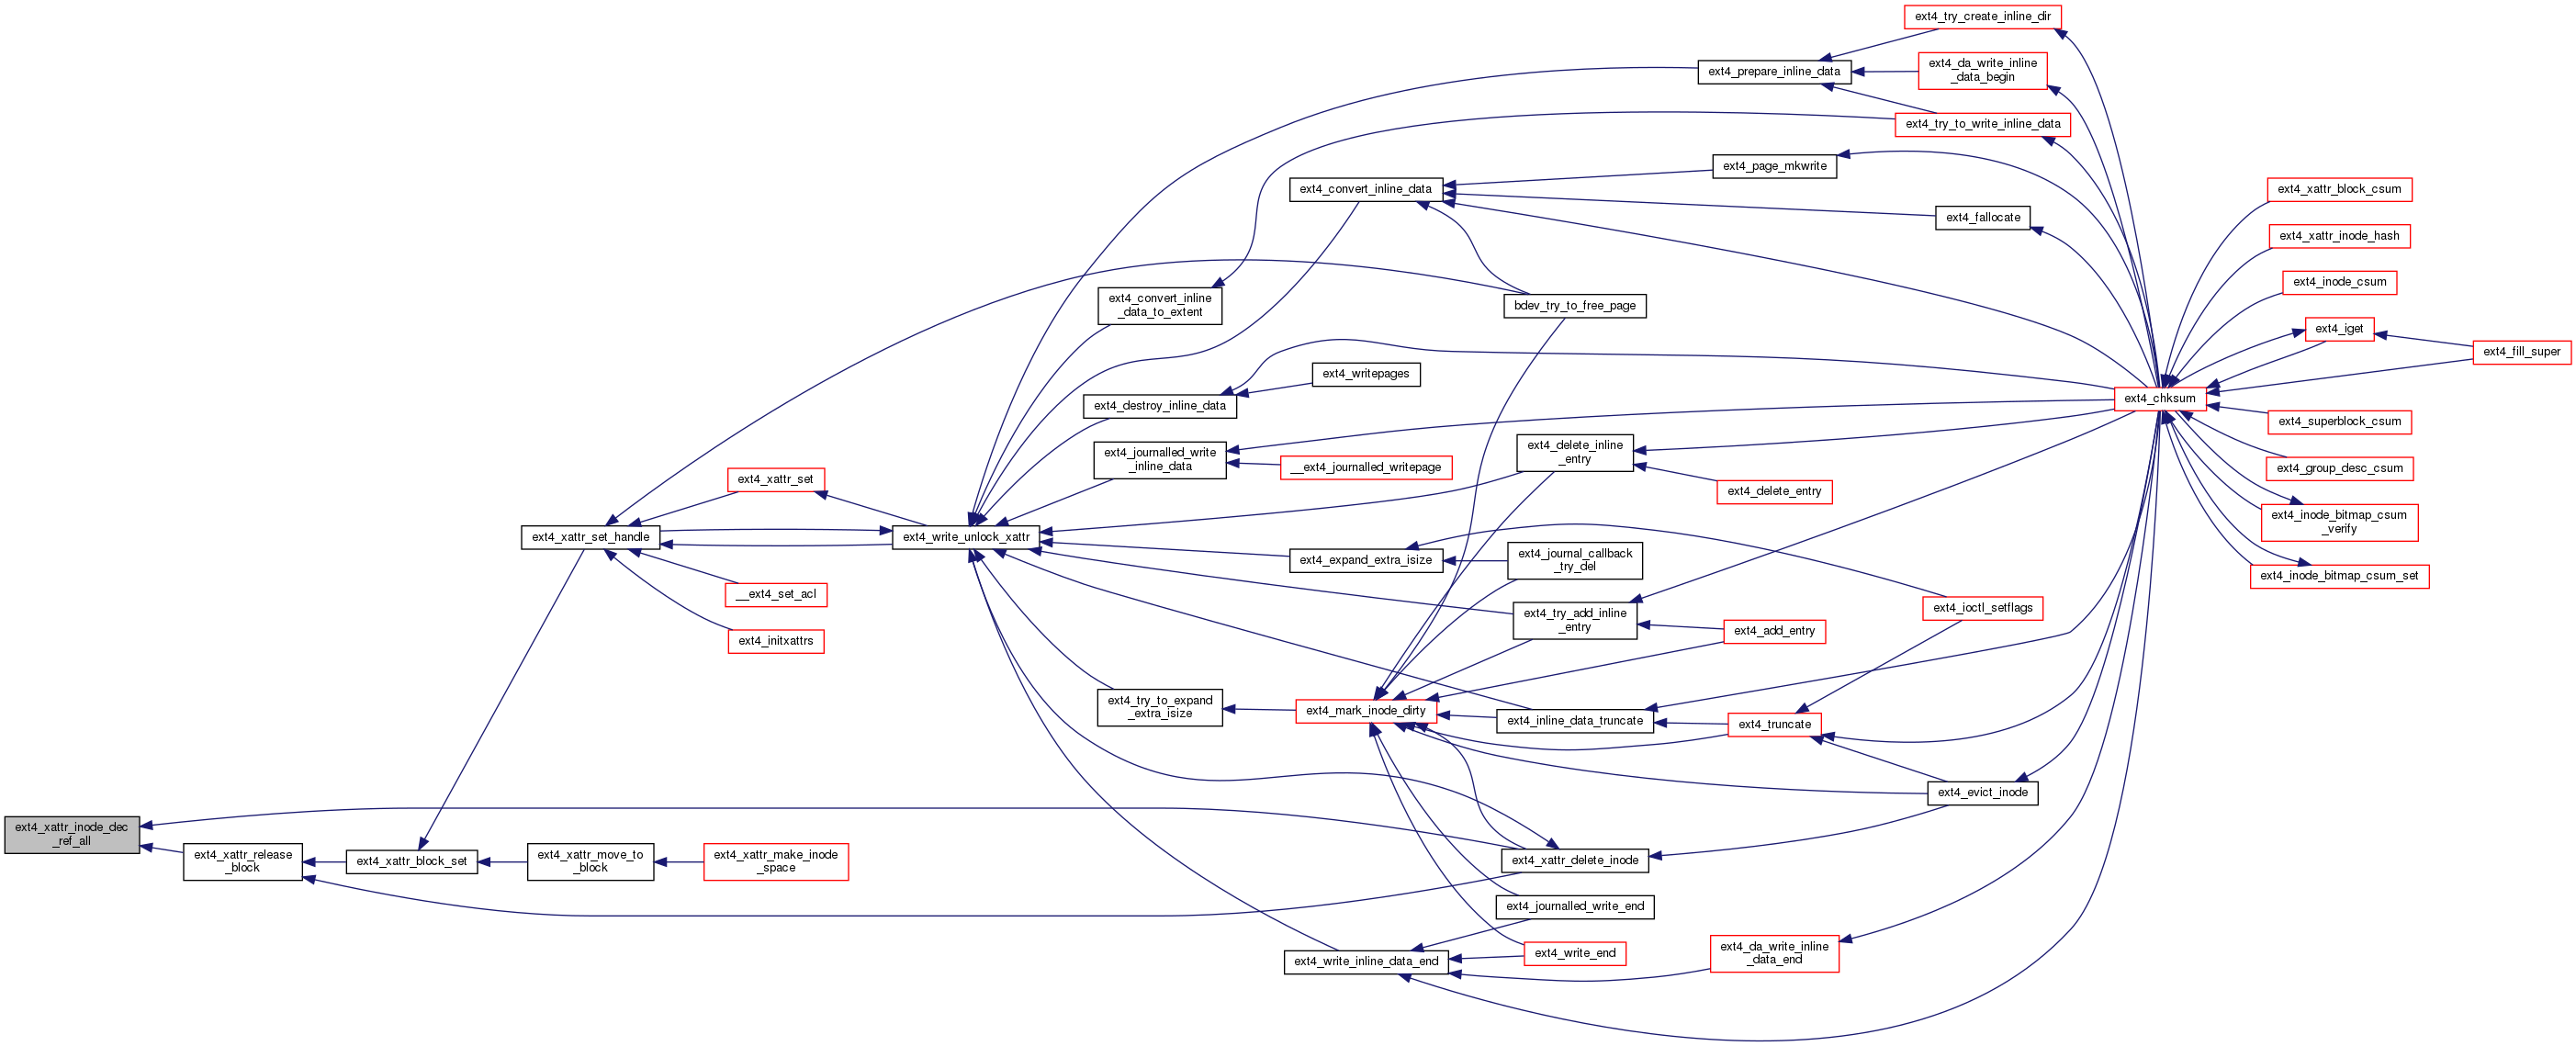 ext4_try_create_inline_dir
ext4_da_write_inline
_data_begin
ext4_prepare_inline_data
ext4_try_to_write_inline_data
ext4_page_mkwrite
ext4_convert_inline_data
ext4_xattr_block_csum
ext4_fallocate
ext4_xattr_inode_hash
ext4_inode_csum
ext4_convert_inline
_data_to_extent
bdev_try_to_free_page
ext4_iget
ext4_fill_super
ext4_writepages
ext4_chksum
ext4_destroy_inline_data
ext4_superblock_csum
ext4_journalled_write
_inline_data
ext4_delete_inline
_entry
__ext4_journalled_writepage
ext4_group_desc_csum
ext4_xattr_set
ext4_delete_entry
ext4_inode_bitmap_csum
_verify
ext4_xattr_set_handle
ext4_write_unlock_xattr
ext4_expand_extra_isize
ext4_journal_callback
_try_del
ext4_inode_bitmap_csum_set
__ext4_set_acl
ext4_ioctl_setflags
ext4_try_add_inline
_entry
ext4_add_entry
ext4_initxattrs
ext4_try_to_expand
_extra_isize
ext4_mark_inode_dirty
ext4_inline_data_truncate
ext4_truncate
ext4_evict_inode
ext4_xattr_inode_dec
_ref_all
ext4_xattr_release
_block
ext4_xattr_block_set
ext4_xattr_move_to
_block
ext4_xattr_make_inode
_space
ext4_xattr_delete_inode
ext4_journalled_write_end
ext4_write_inline_data_end
ext4_write_end
ext4_da_write_inline
_data_end